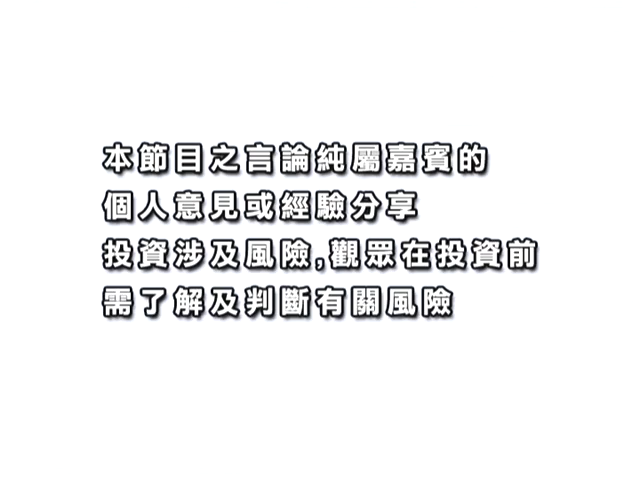 本節目之言論純屬嘉賓的
個人意見或經驗分享
投資涉及風險,觀眾在投資前
需了解及判斷有關風險